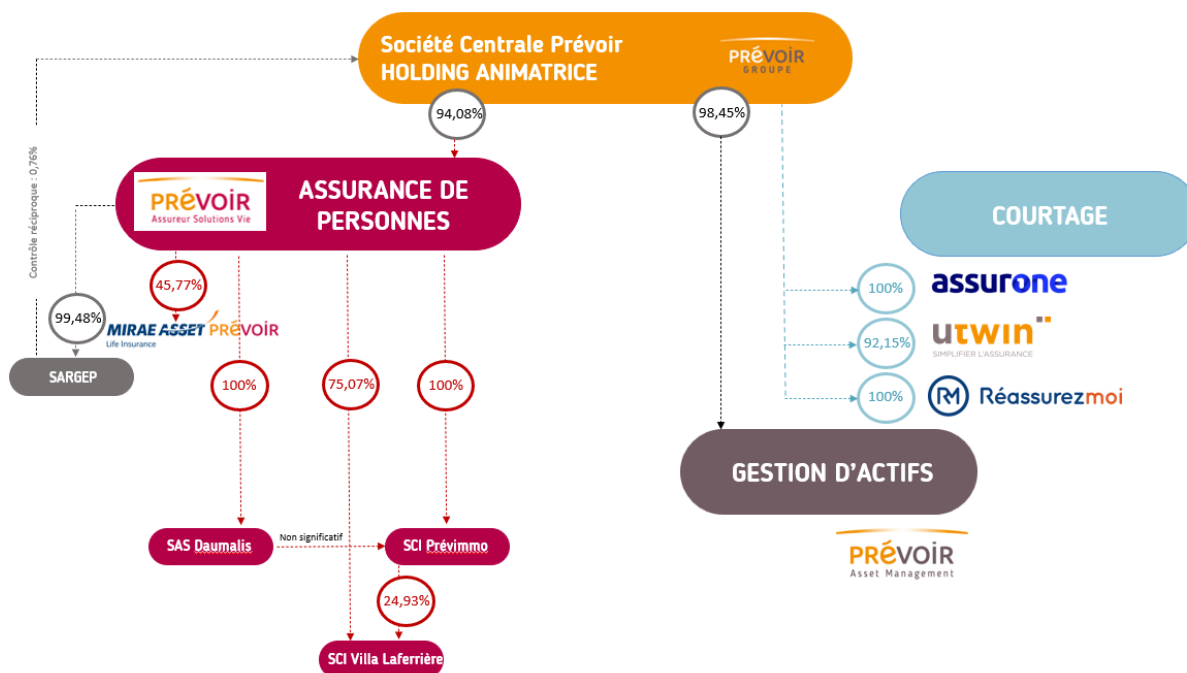 Société Centrale Prévoir
HOLDING ANIMATRICE
PRÉVOIR
GROUPE
94,08%
98,45%
Contrôle réciproque : 0,76%
PRÉVOIR
Assureur Solutions Vie
ASSURANCE DE
PERSONNES
COURTAGE
45,77%
99,48%
MIRAE ASSET PRÉVOIR
Life Insurance
SARGEP
100%
75,07%
100%
100%
assurone
92,15%
utwin
SIMPLIFIER L'ASSURANCE
100%
RM
Réassurezmoi
GESTION D'ACTIFS
PRÉVOIR
Asset Management
SAS Daumalis
Non significatif
SCI Prévimmo
24,93%
SCI Villa Laferrière